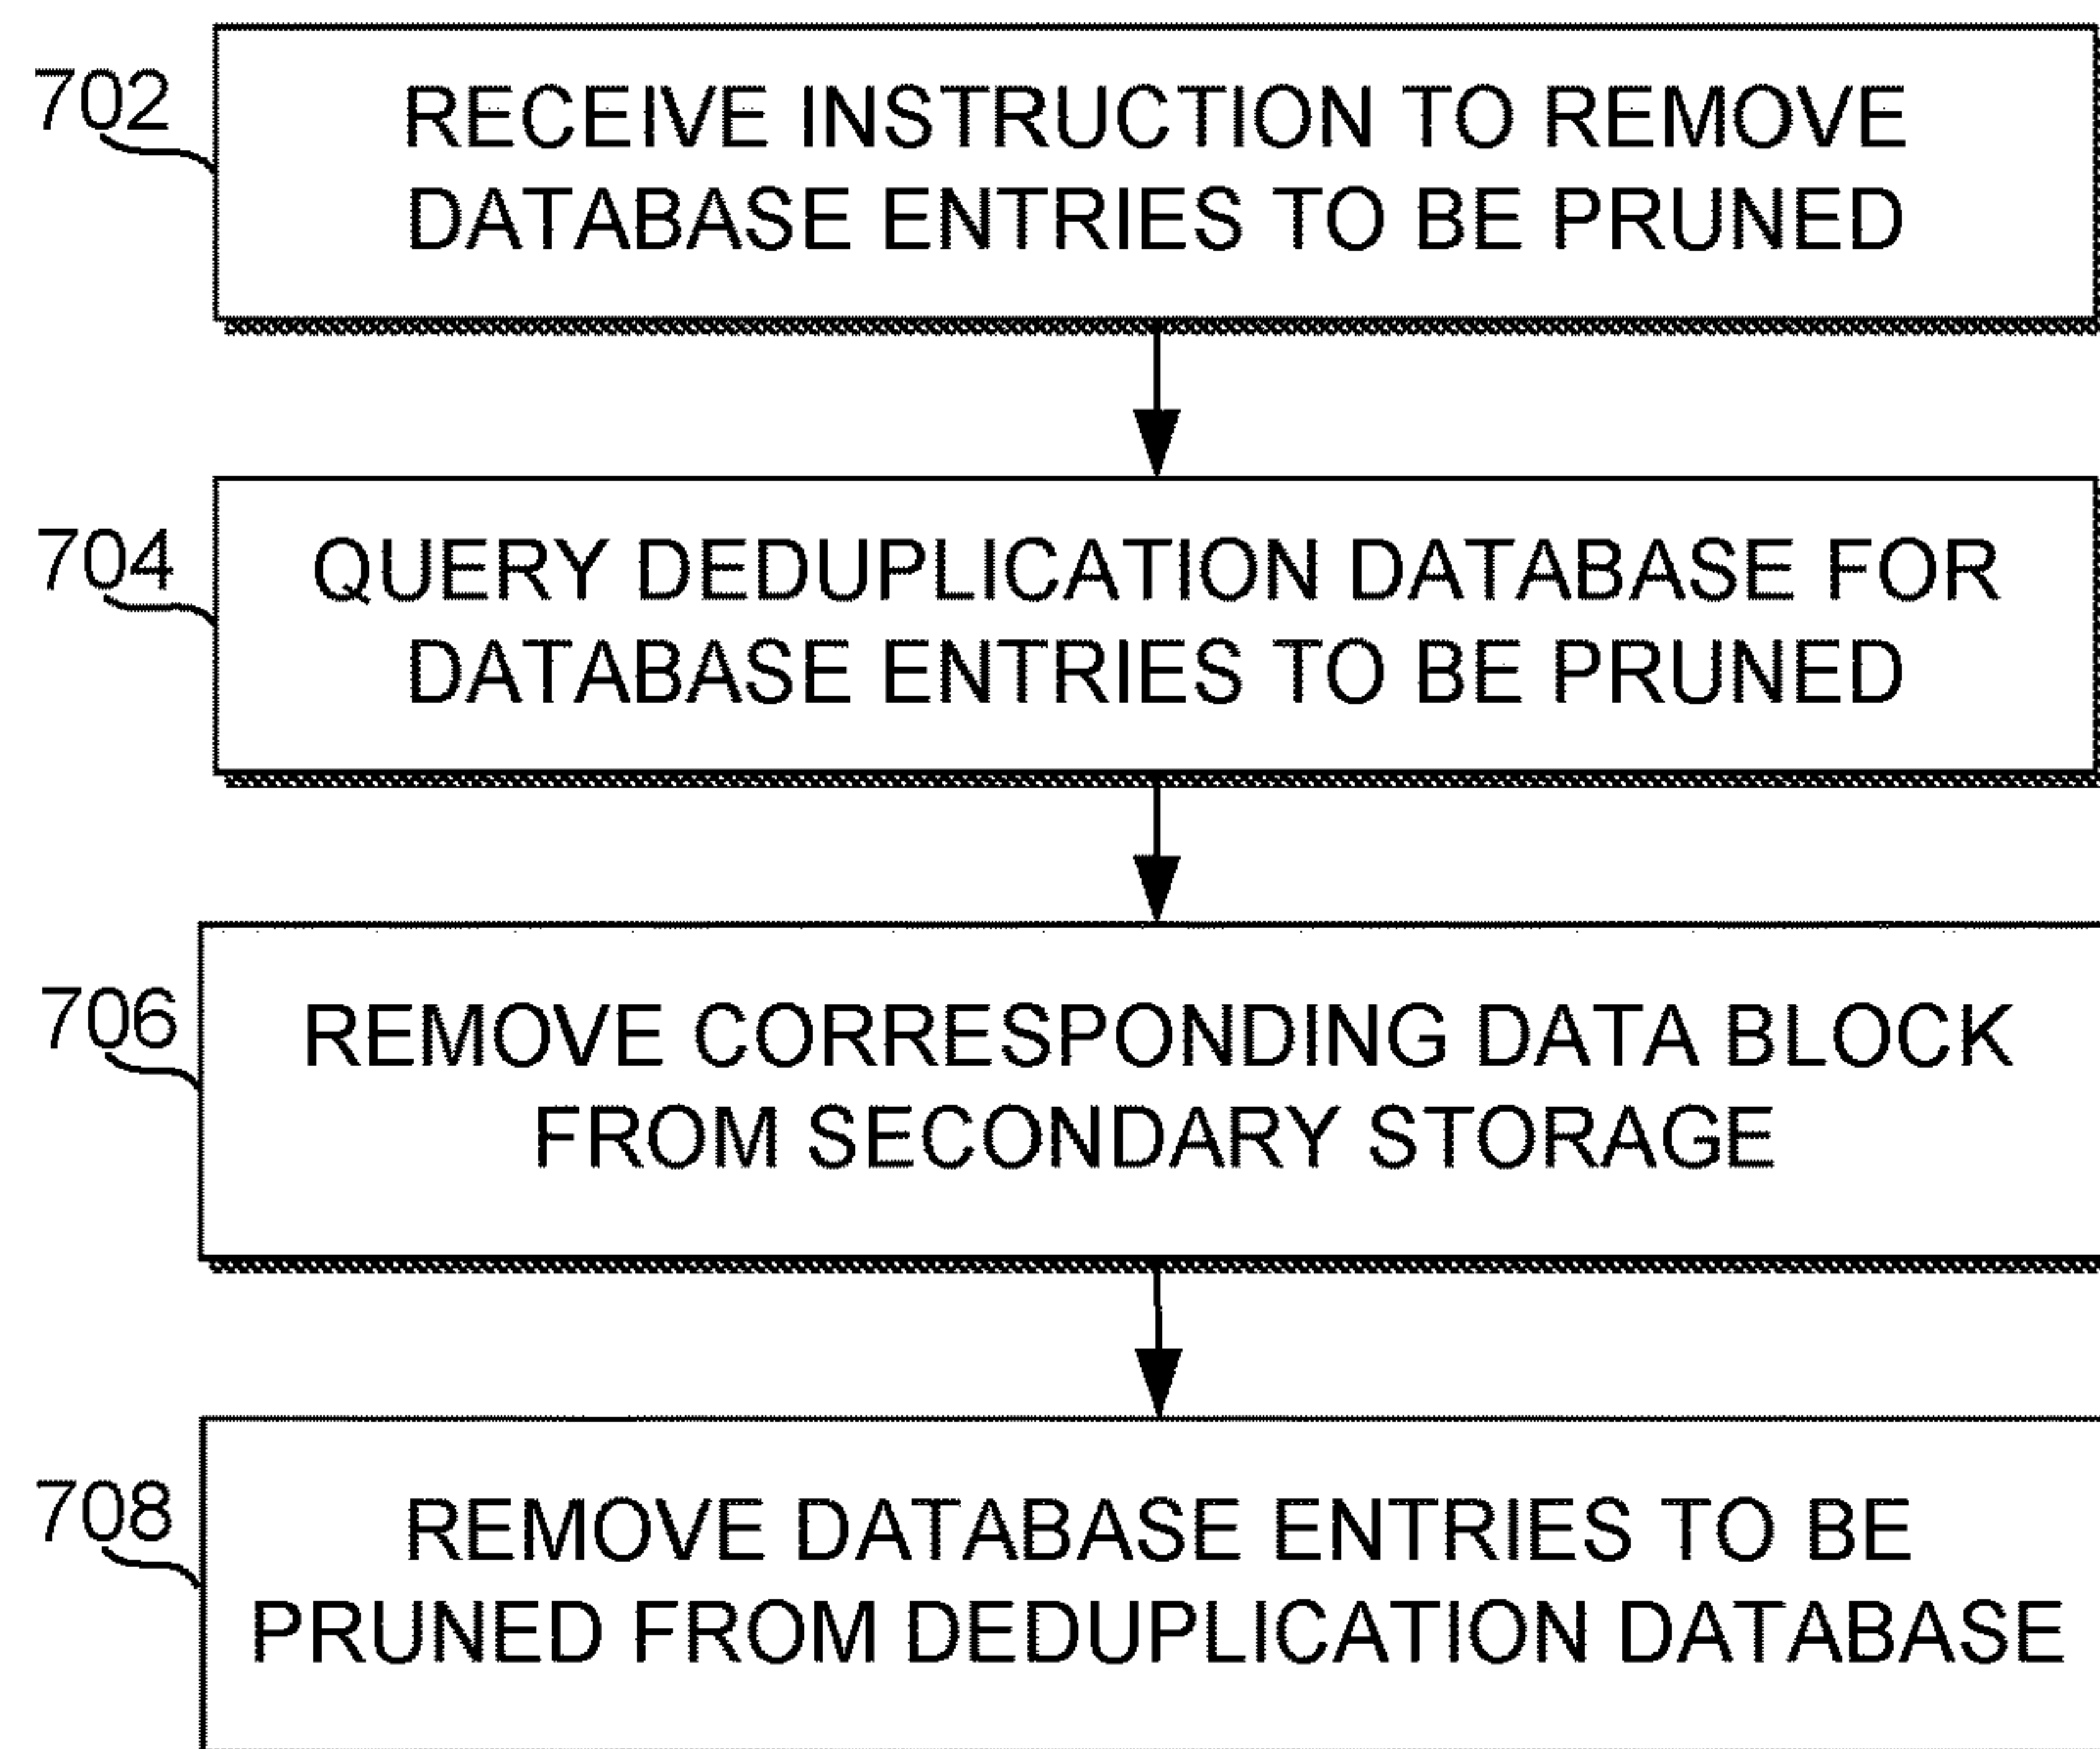 702
RECEIVE INSTRUCTION TO REMOVE
DATABASE ENTRIES TO BE PRUNED
704
QUERY DEDUPLICATION DATABASE FOR
DATABASE ENTRIES TO BE PRUNED
706
REMOVE CORRESPONDING DATA BLOCK
FROM SECONDARY STORAGE
708
REMOVE DATABASE ENTRIES TO BE
PRUNED FROM DEDUPLICATION DATABASE